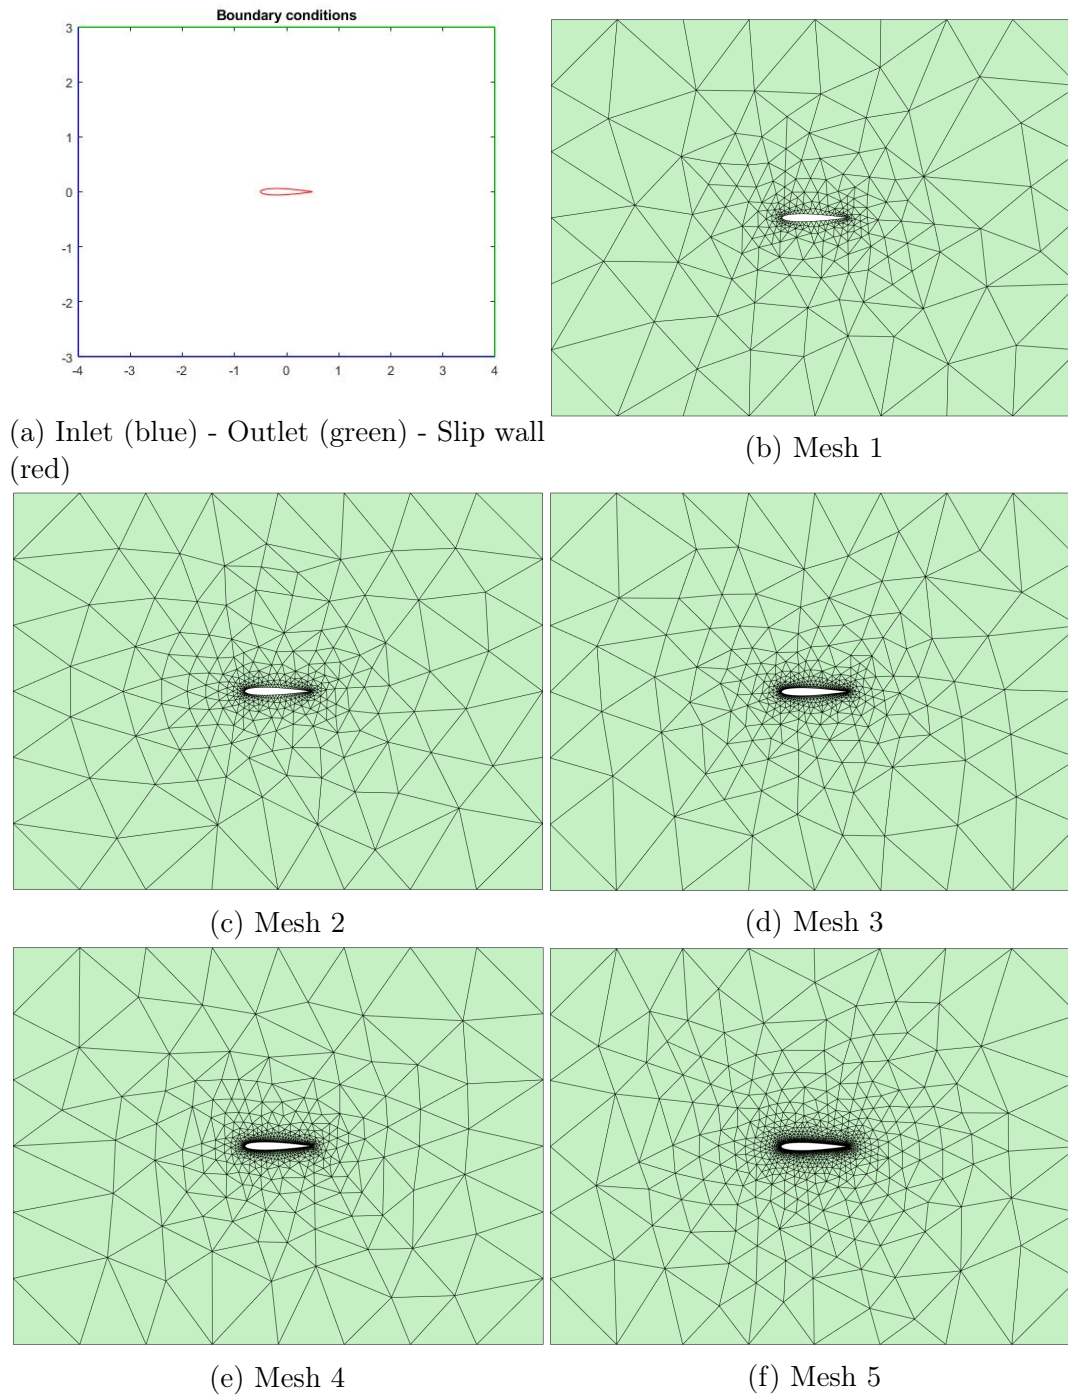 Boundary conditions
3
2
1
0
-1
-2
-3
-4 -3 -2 -1 0 1 2 3 4
(a) Inlet (blue) - Outlet (green) - Slip wall
(red)
(b) Mesh 1
(c) Mesh 2
(d) Mesh 3
(e) Mesh 4
(f) Mesh 5